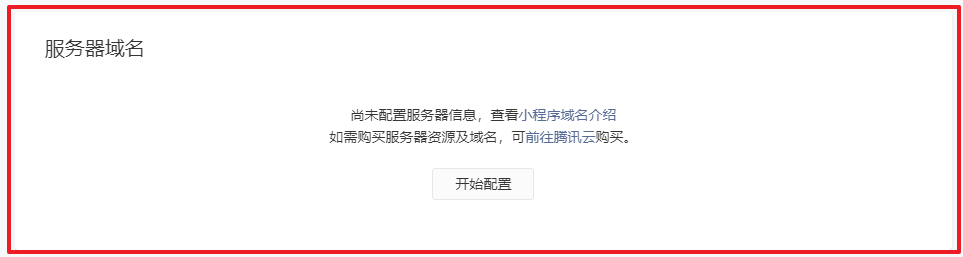 服务器域名
尚未配置服务器信息，查看小程序域名介绍
如需购买服务器资源及域名，可前往腾讯云购买。
开始配置